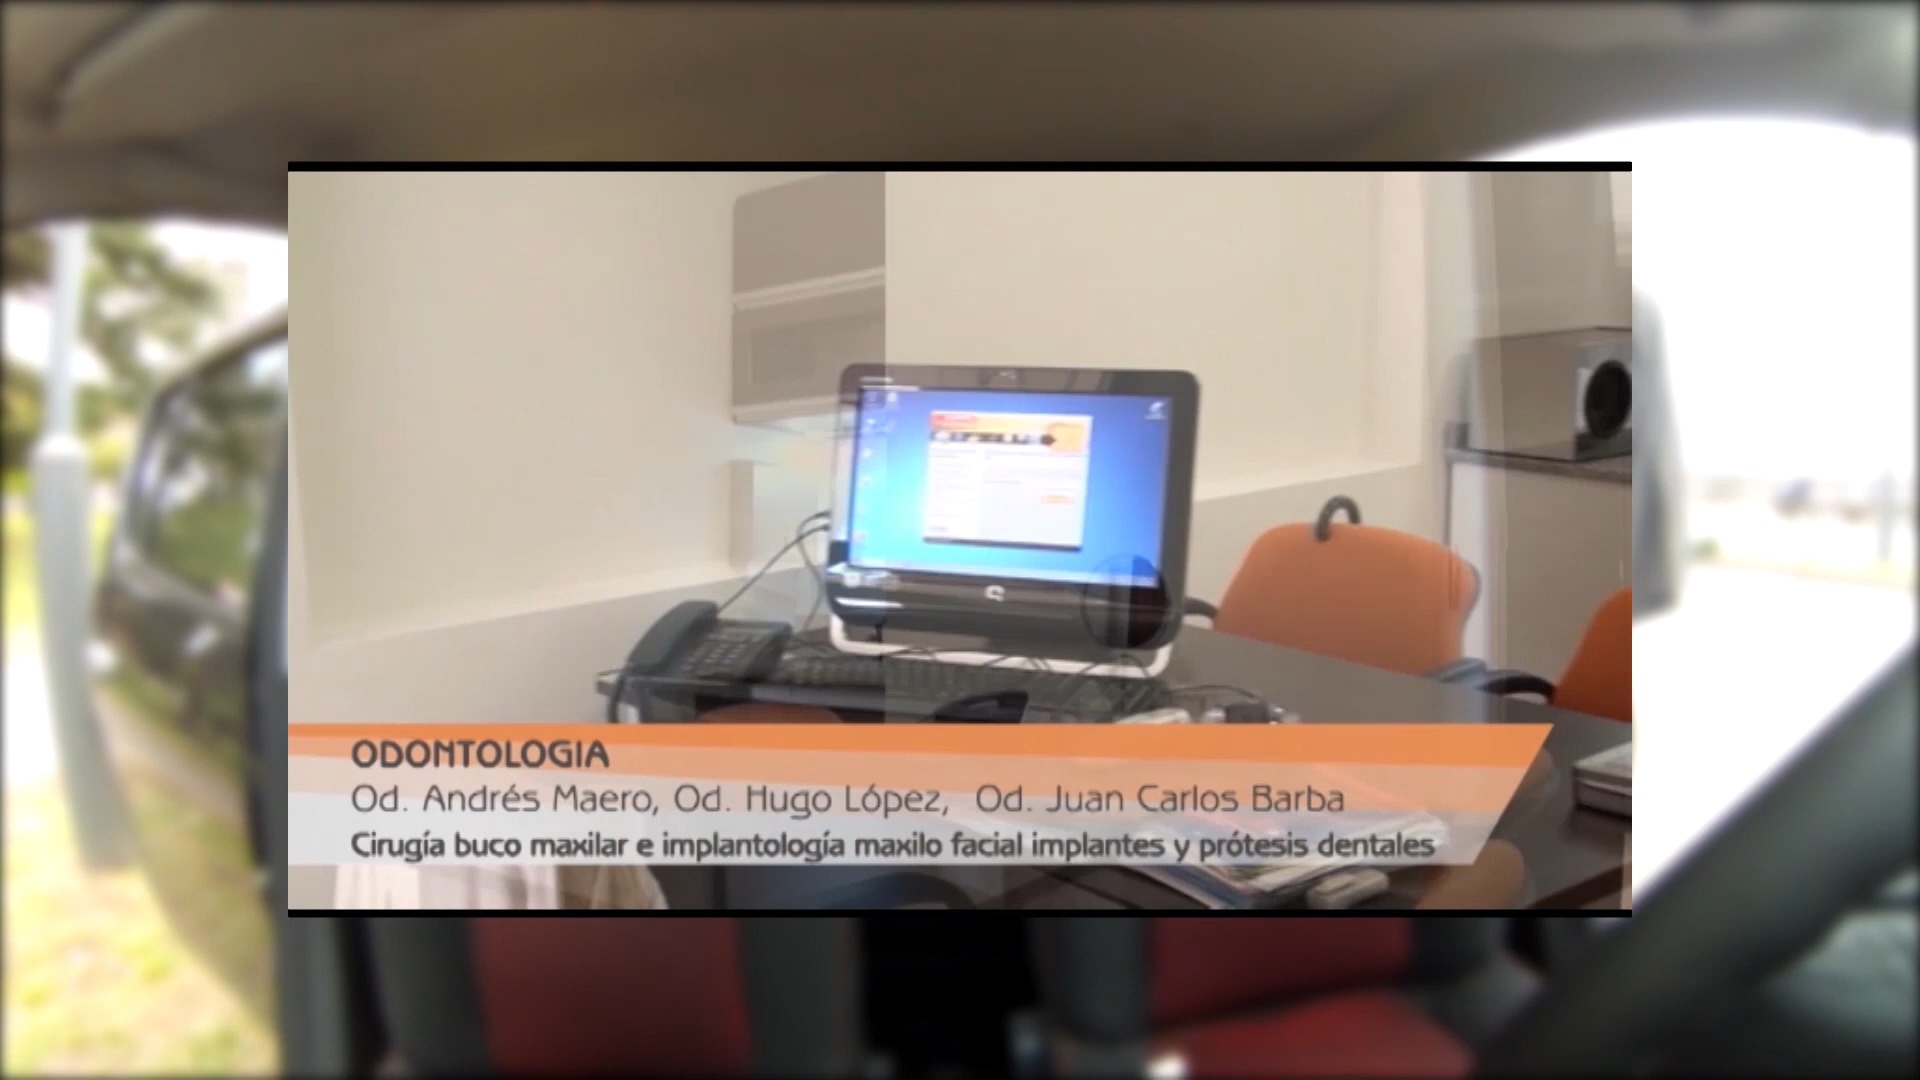 ODONTOLOGIA
Od. Andrés Maero, Od. Hugo López, Od. Juan Carlos Barba
Cirugía buco maxilar e implantología maxilo facial implantes y prótesis dentales